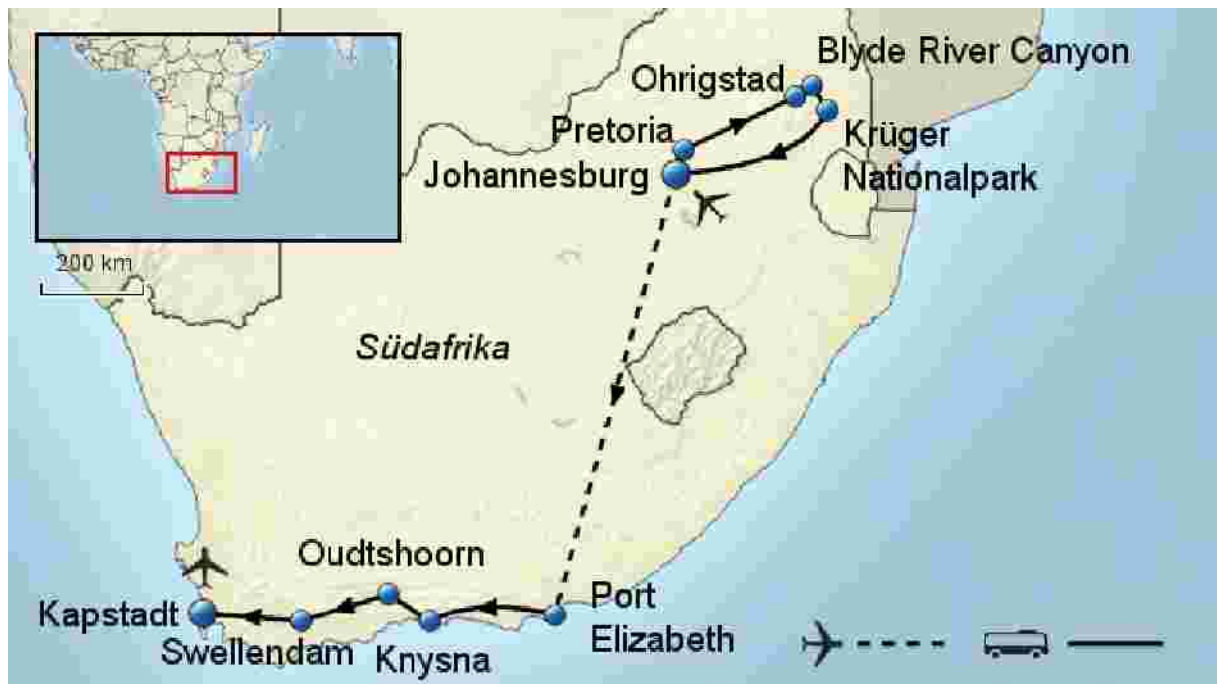 Blyde River Canyon
Ohrigstad
Pretoria
Krüger
Nationalpark
Johannesburg
200 km
Südafrika
Oudtshoorn
Port
Elizabeth
Kapstadt
Swellendam
Knysna